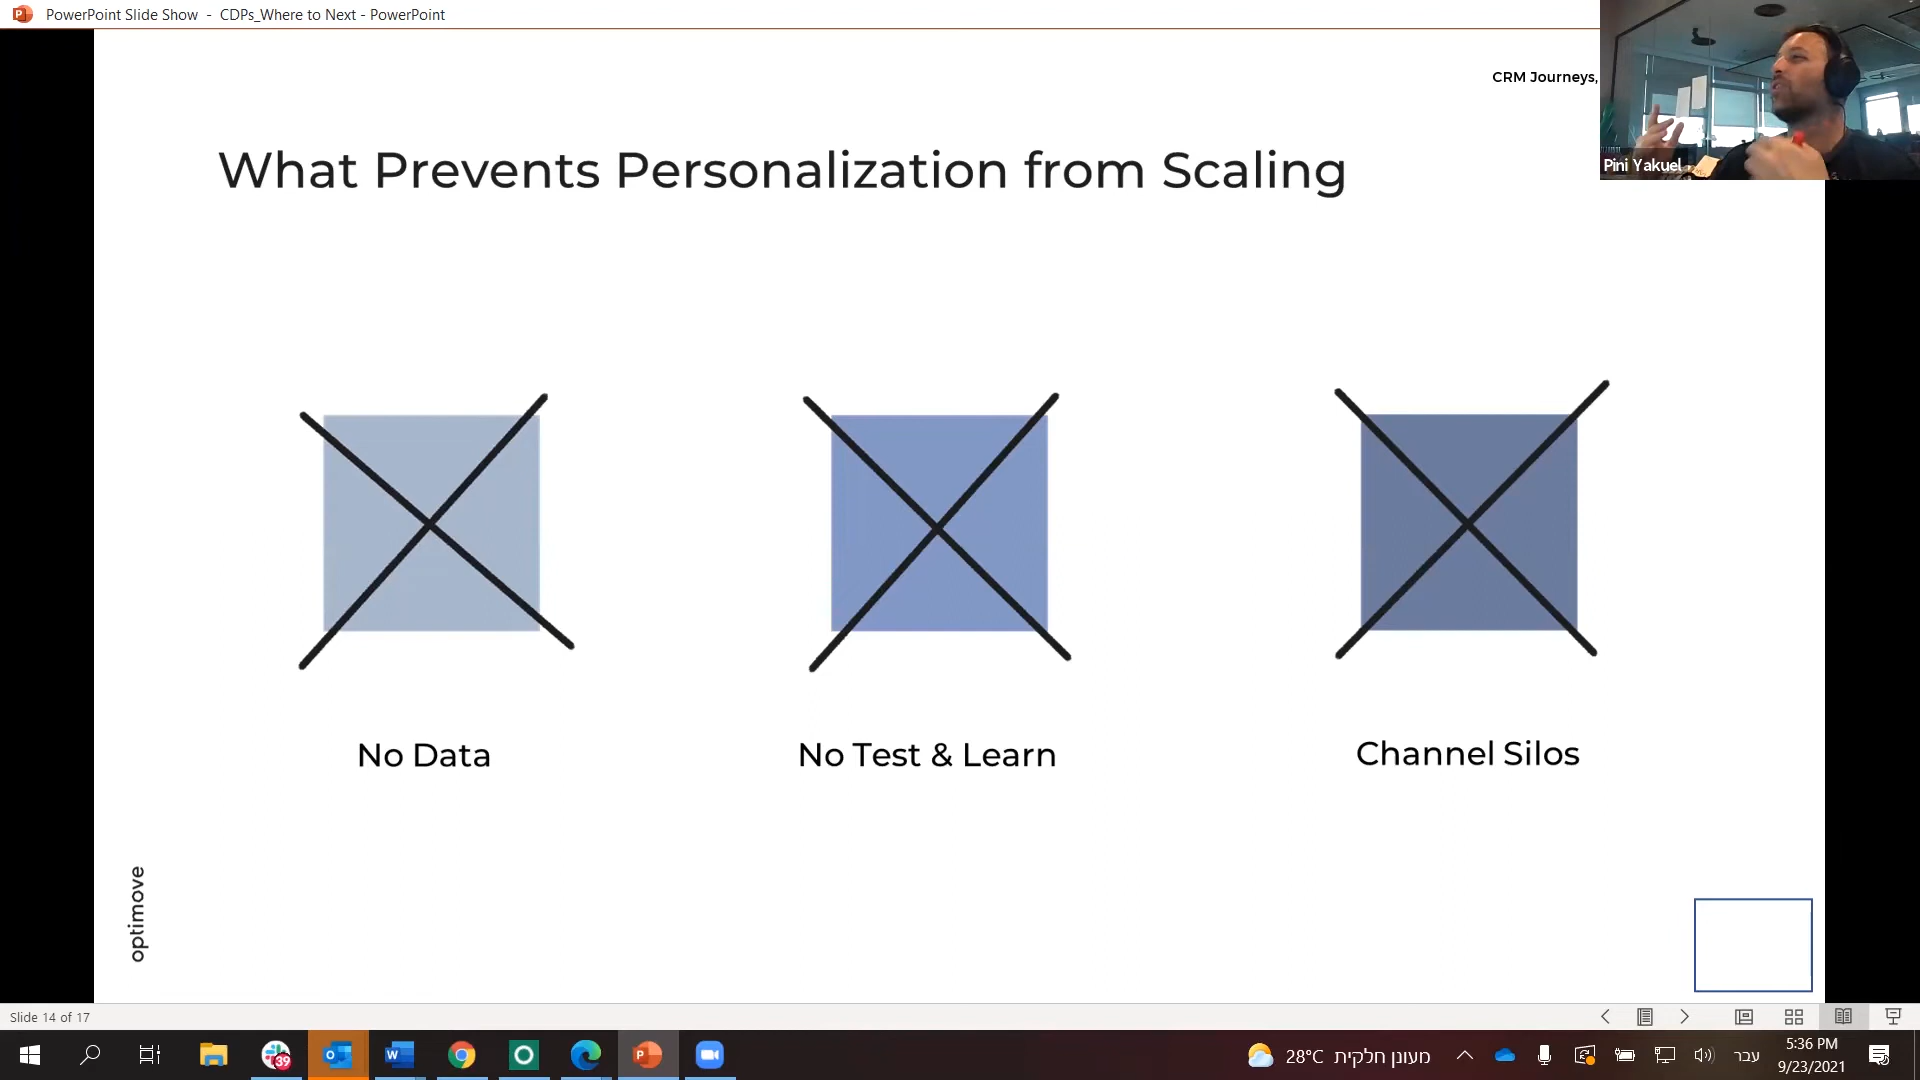 PowerPoint Slide Show - CDPs_Where to Next - PowerPoint
CRM Journeys,
Pini Yakuel
What Prevents Personalization from Scaling
No Data
No Test & Learn
Channel Silos
optimove
Slide 14 of 17
39
28°C מעונן חלקית
עבר
5:36 PM
9/23/2021